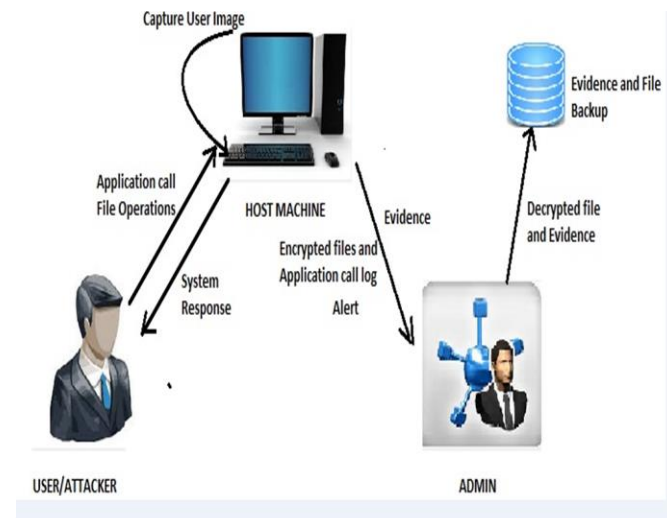 Capture User Image
Evidence and File
Backup
Application call
File Operations
HOST MACHINE
Evidence
Decrypted file
and Evidence
Encrypted files and
Application call log
Alert
System
Response
USER/ATTACKER
ADMIN